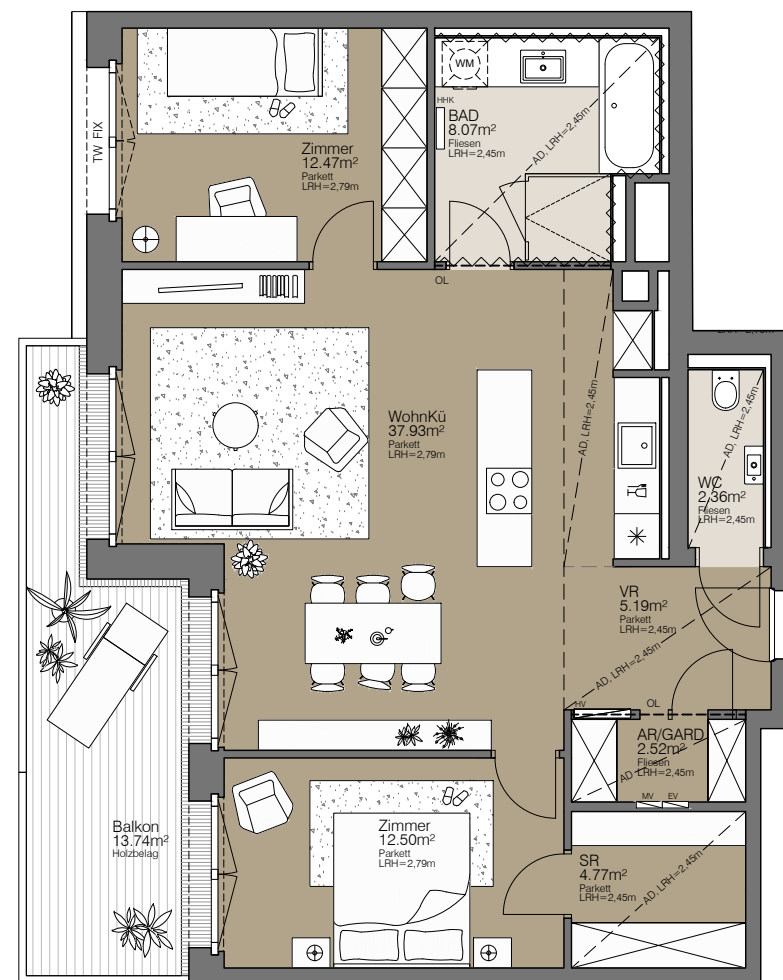 WM
HHK
BAD
8.07m²
Fliesen
LRH=2,45m
AD, LRH=2,45m
TW FIX
Zimmer
12.47m²
Parkett
LRH=2,79m
OL
WohnKü
37.93m²
Parkett
LRH=2,79m
AD, LRH=2,45m
AD, LRH=2,45m
WC
2,36m²
Fliesen
LRH=2,45m
VR
5.19m²
Parkett
LRH=2,45m
AD, LRH=2,45m
HV
OL
AR/GARD
2.52m²
Fliesen
AD LRH=2,45m
MV EV
Balkon
13.74m²
Holzbelag
Zimmer
12.50m²
Parkett
LRH=2,79m
SR
4.77m²
Parkett
LRH=2,45m
AD, LRH=2,45m